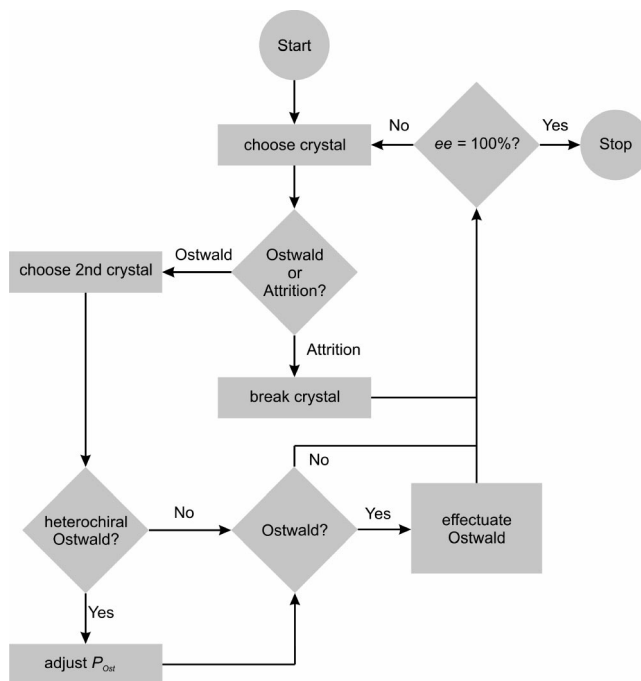 Start
No
Yes
choose crystal
ee = 100%?
Stop
Ostwald
choose 2nd crystal
Ostwald
or
Attrition?
Attrition
break crystal
No
heterochiral
Ostwald?
No
Ostwald?
Yes
effectuate
Ostwald
Yes
adjust P_Ost